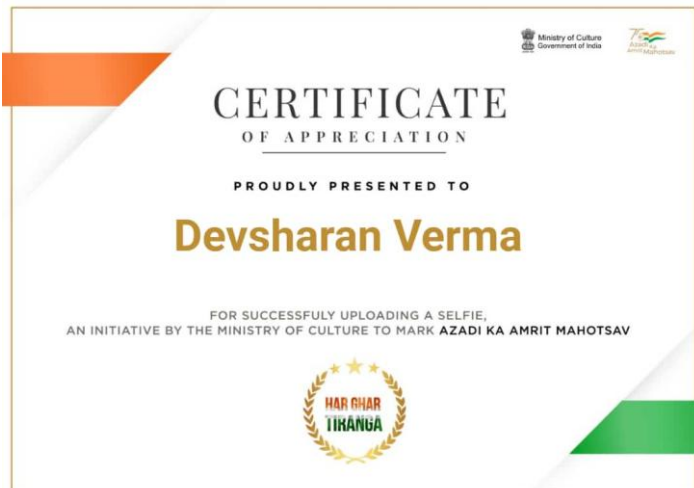 Ministry of Culture
Government of India
Azadi Ka
Amrit Mahotsav
CERTIFICATE
OF APPRECIATION
PROUDLY PRESENTED TO
Devsharan Verma
FOR SUCCESSFULY UPLOADING A SELFIE,
AN INITIATIVE BY THE MINISTRY OF CULTURE TO MARK AZADI KA AMRIT MAHOTSAV
HAR GHAR
TIRANGA